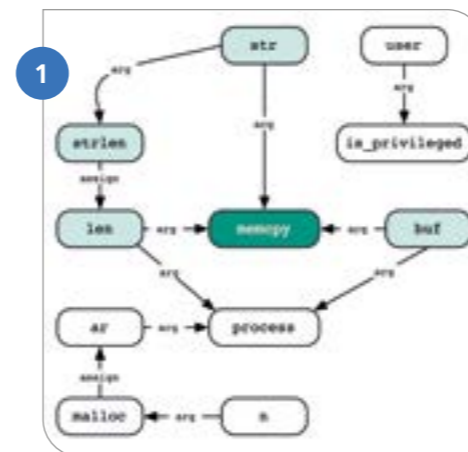 1
str
user
arg
arg
arg
strlen
is_privileged
assign
len
arg
memcpy
arg
buf
arg
arg
ar
arg
process
assign
malloc
arg
n